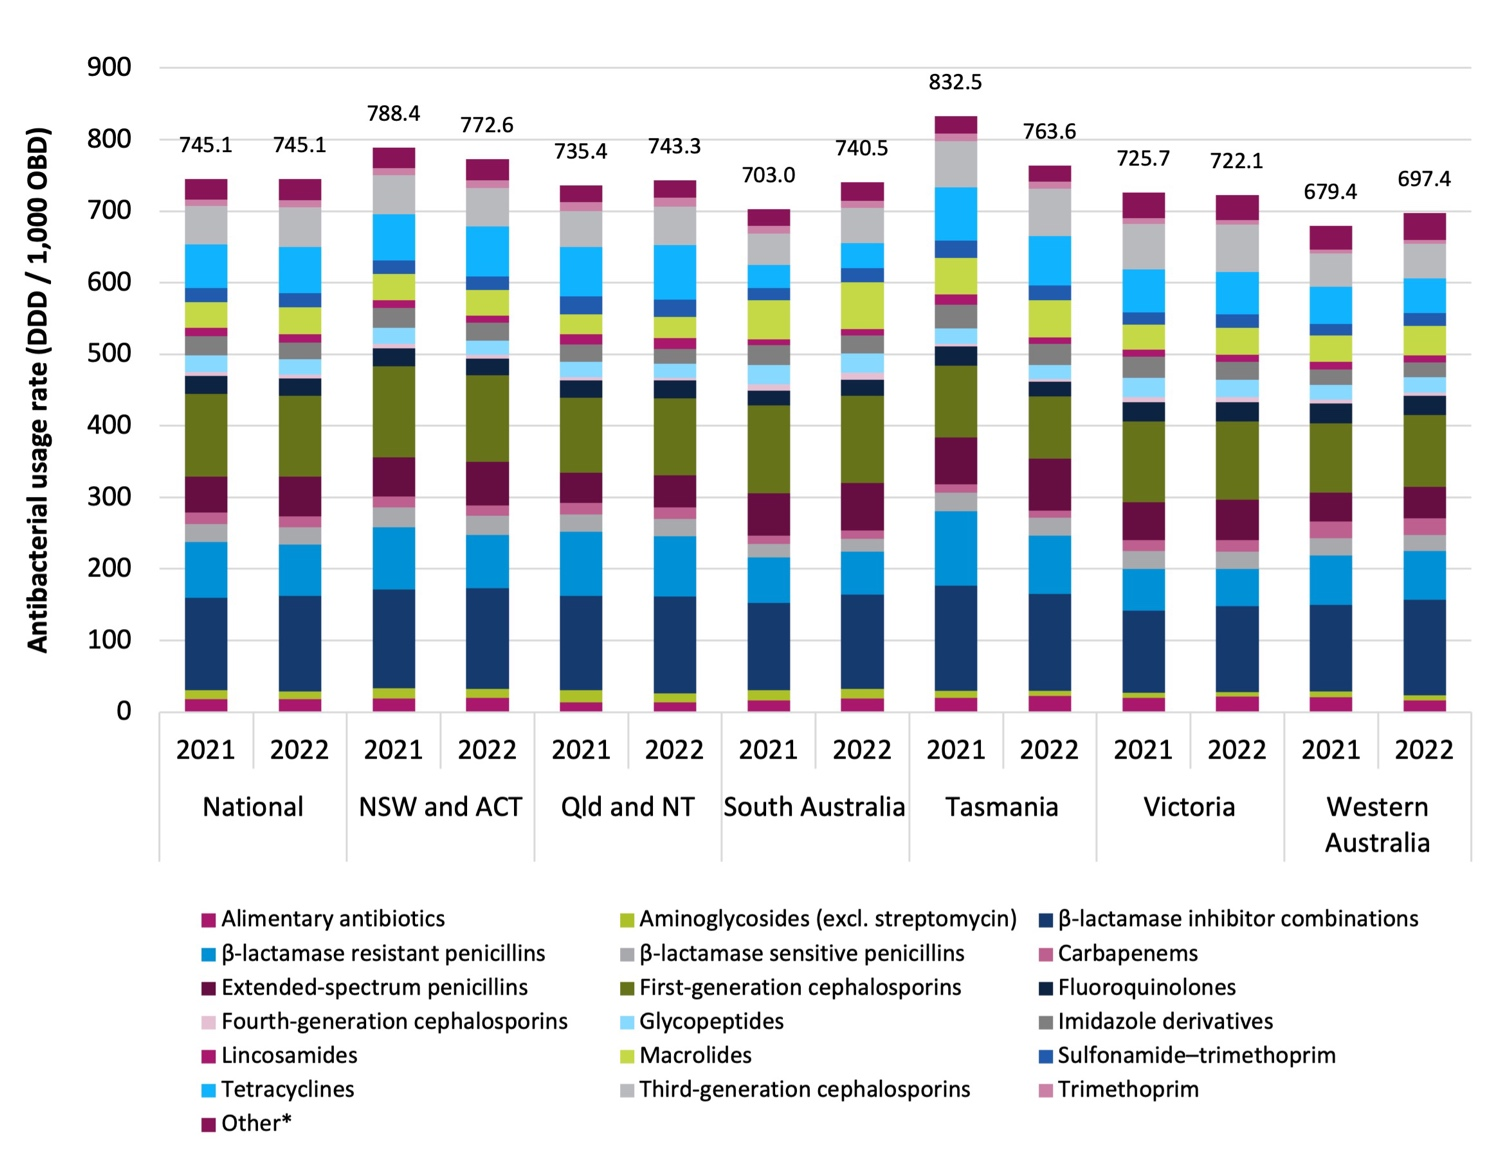 Antibacterial usage rate (DDD / 1,000 OBD)
900
800
700
600
500
400
300
200
100
0
745.1
745.1
788.4
772.6
735.4
743.3
703.0
740.5
832.5
763.6
725.7
722.1
679.4
697.4
2021 2022 2021 2022 2021 2022 2021 2022 2021 2022 2021 2022 2021 2022
National
NSW and ACT
Qld and NT
South Australia
Tasmania
Victoria
Western
Australia
Alimentary antibiotics
Aminoglycosides (excl. streptomycin)
β-lactamase inhibitor combinations
β-lactamase resistant penicillins
β-lactamase sensitive penicillins
Carbapenems
Extended-spectrum penicillins
First-generation cephalosporins
Fluoroquinolones
Fourth-generation cephalosporins
Glycopeptides
Imidazole derivatives
Lincosamides
Macrolides
Sulfonamide–trimethoprim
Tetracyclines
Third-generation cephalosporins
Trimethoprim
Other*